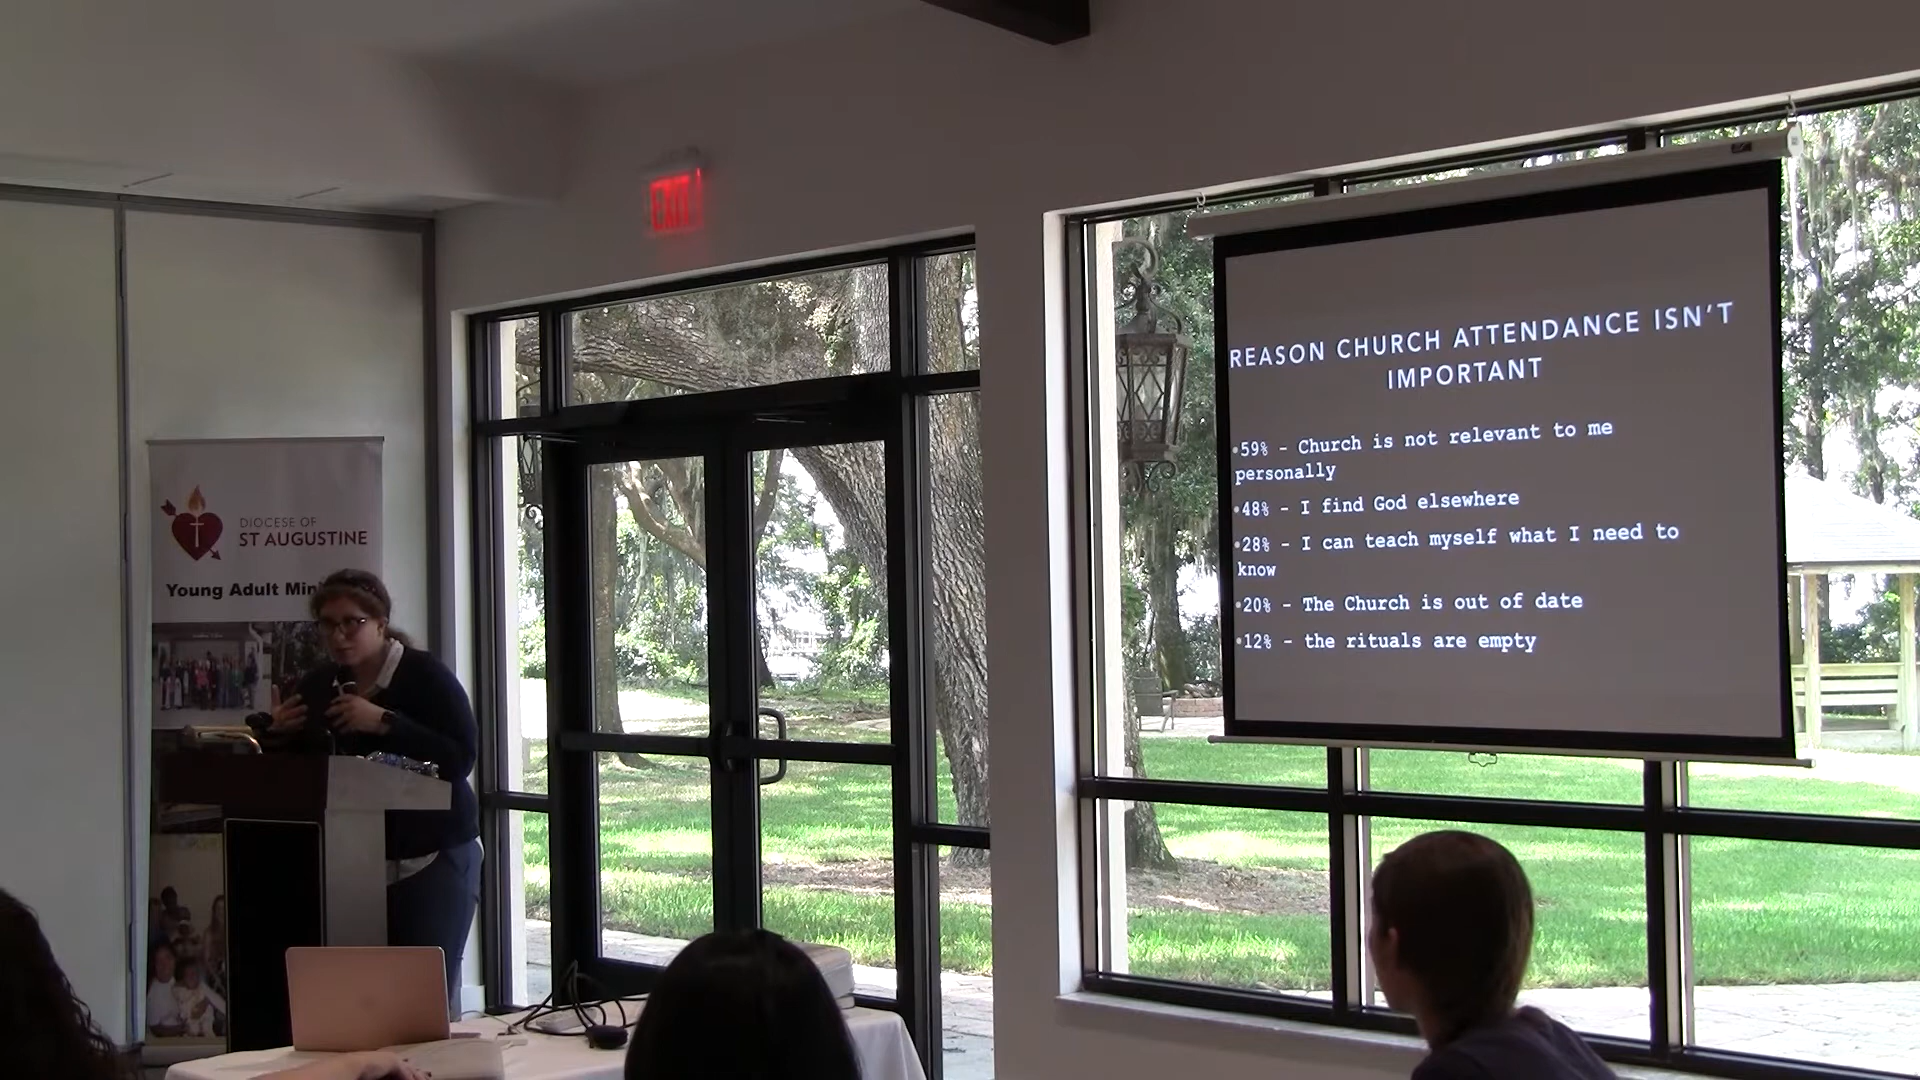 EXIT
DIOCESE OF
ST AUGUSTINE
Young Adult
REASON CHURCH ATTENDANCE ISN'T
IMPORTANT
•59% - Church is not relevant to me
personally
•48% - I find God elsewhere
•28% - I can teach myself what I need to
know
•20% - The Church is out of date
•12% - the rituals are empty